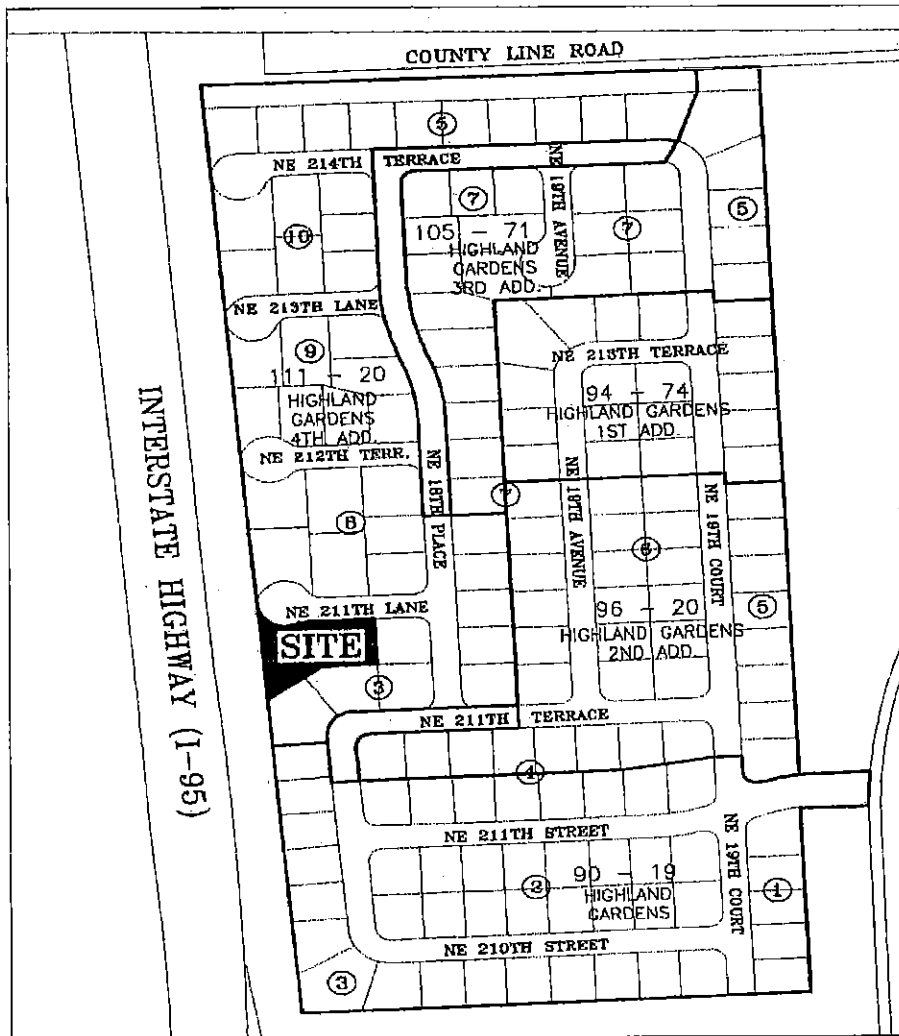 COUNTY LINE ROAD
5
NE 214TH TERRACE
NE 19TH AVENUE
7
7
5
10
105 - 71
HIGHLAND
GARDENS
3RD ADD.
NE 213TH LANE
9
111 - 20
HIGHLAND
GARDENS
4TH ADD.
NE 213TH TERRACE
94 - 74
HIGHLAND GARDENS
1ST ADD.
INTERSTATE HIGHWAY (I-95)
NE 212TH TERR.
NE 18TH PLACE
7
NE 19TH AVENUE
NE 19TH COURT
8
6
NE 211TH LANE
96 - 20
HIGHLAND GARDENS
2ND ADD.
5
SITE
3
NE 211TH TERRACE
4
NE 211TH STREET
NE 19TH COURT
90 - 19
HIGHLAND
GARDENS
2
1
NE 210TH STREET
3